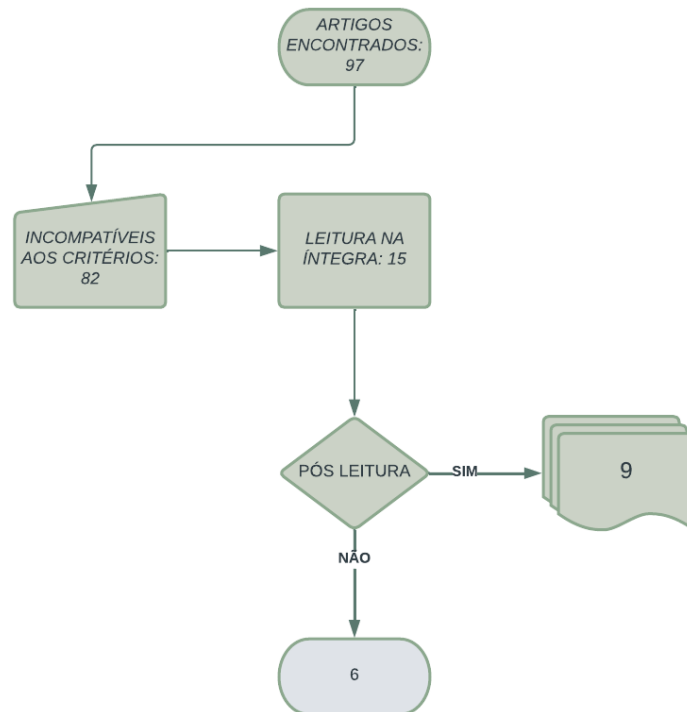 ARTIGOS
ENCONTRADOS:
97
INCOMPATÍVEIS
AOS CRITÉRIOS:
82
LEITURA NA
ÍNTEGRA: 15
PÓS LEITURA
SIM
9
NÃO
6